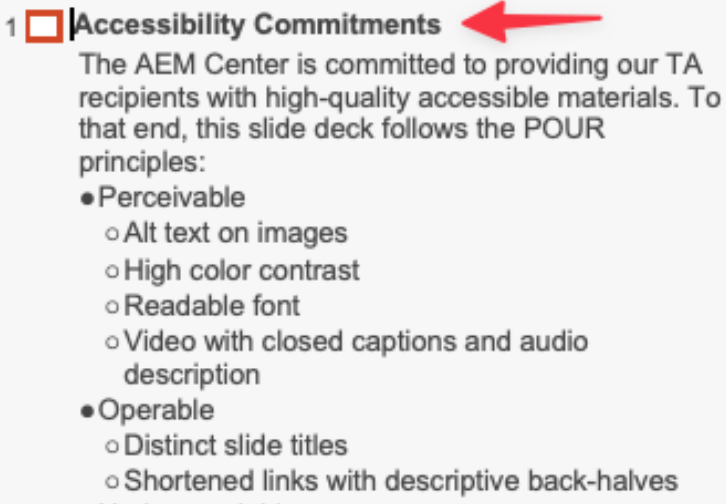 1 Accessibility Commitments
The AEM Center is committed to providing our TA
recipients with high-quality accessible materials. To
that end, this slide deck follows the POUR
principles:
●Perceivable
○Alt text on images
○High color contrast
○Readable font
○Video with closed captions and audio
description
●Operable
○Distinct slide titles
○Shortened links with descriptive back-halves